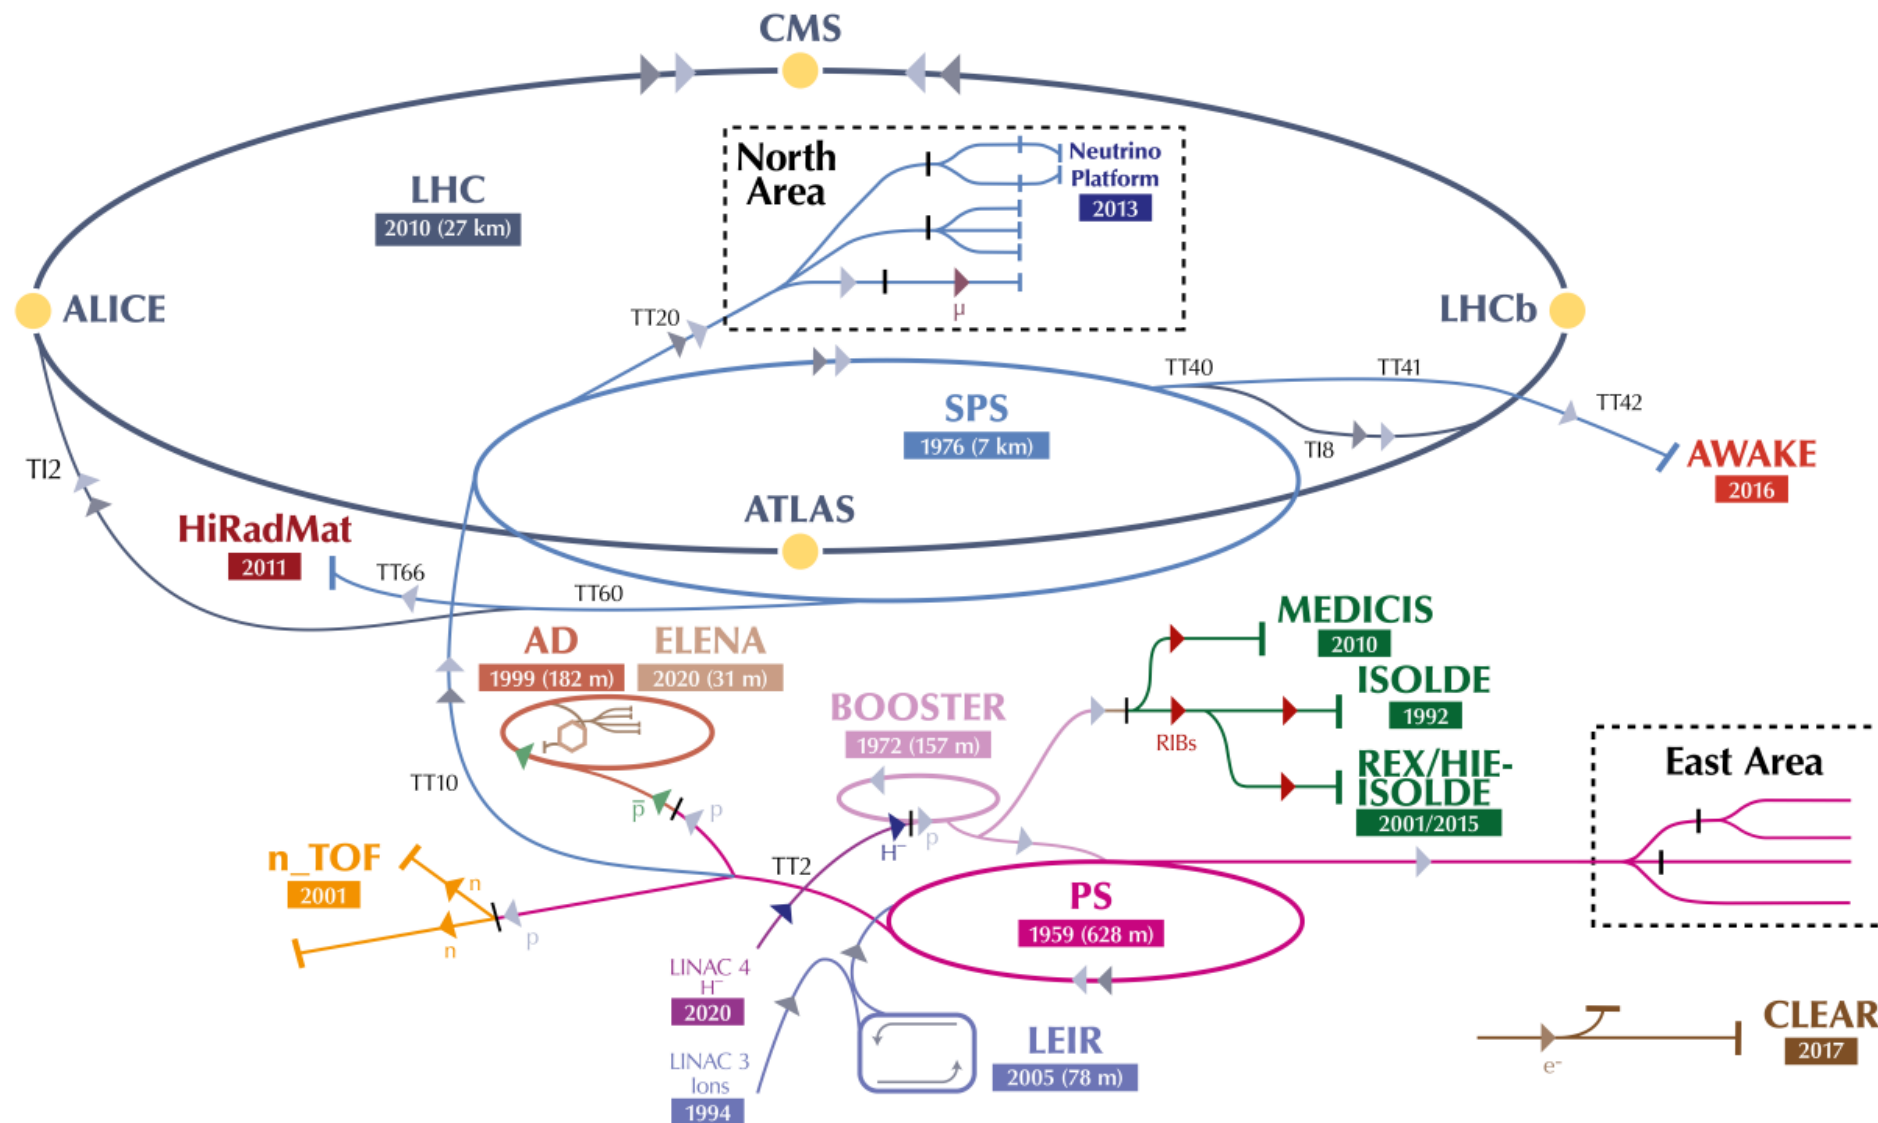 CMS
North
Area
Neutrino
Platform
2013
LHC
2010 (27 km)
μ
ALICE
LHCb
TT20
TT40
TT41
TT42
SPS
1976 (7 km)
TI8
AWAKE
2016
TI2
ATLAS
HiRadMat
2011
TT66
TT60
AD
1999 (182 m)
ELENA
2020 (31 m)
MEDICIS
2010
ISOLDE
1992
RIBs
REX/HIE-
ISOLDE
2001/2015
BOOSTER
1972 (157 m)
East Area
TT10
p̅
p
H⁻
p
TT2
n_TOF
2001
n
n
p
PS
1959 (628 m)
LINAC 4
H⁻
2020
LINAC 3
Ions
1994
LEIR
2005 (78 m)
e⁻
CLEAR
2017